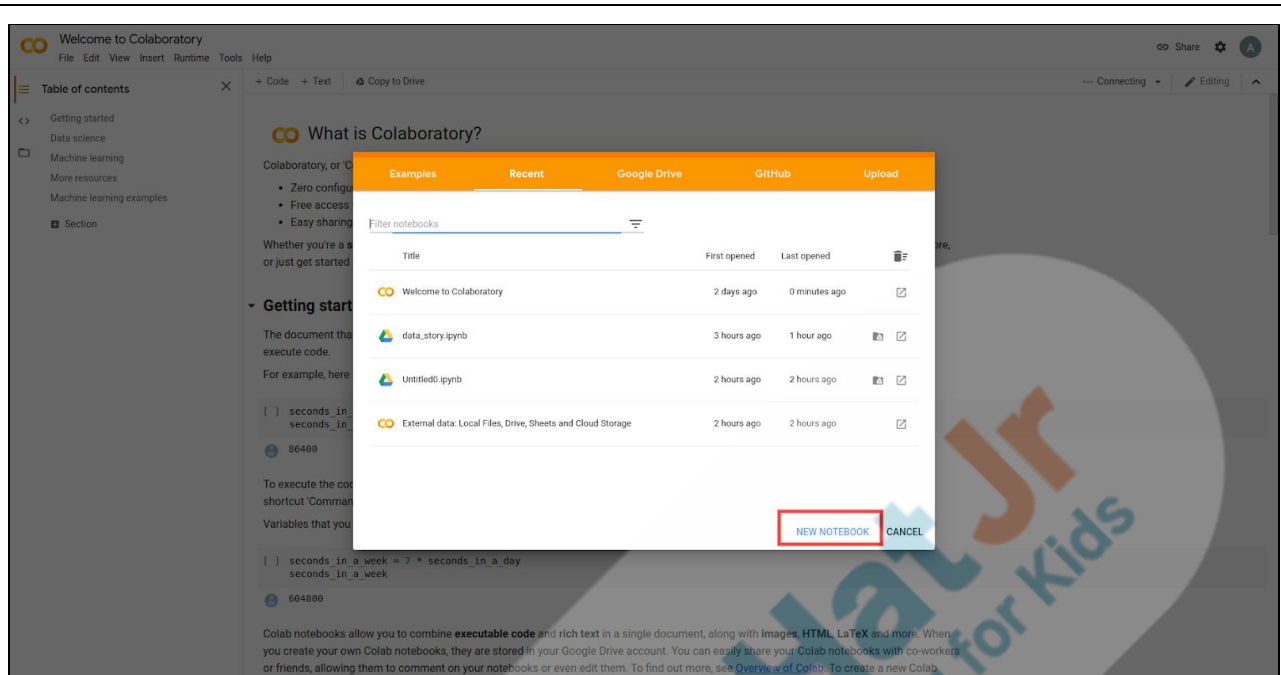 Welcome to Colaboratory
File Edit View Insert Runtime Tools Help
Share
A
Table of contents
+ Code + Text Copy to Drive
Connecting
Editing
Getting started
Data science
Machine learning
More resources
Machine learning examples
Section
What is Colaboratory?
Colaboratory, or 'C
Zero configu
Free access
Easy sharing
Whether you're a s
ore,
or just get started
Getting start
The document tha
execute code.
For example, here
[ ] seconds_in_
seconds_in_
86400
To execute the cod
shortcut 'Comman
Variables that you
Examples Recent Google Drive GitHub Upload
Filter notebooks
Title First opened Last opened
Welcome to Colaboratory 2 days ago 0 minutes ago
data_story.ipynb 3 hours ago 1 hour ago
Untitled0.ipynb 2 hours ago 2 hours ago
External data: Local Files, Drive, Sheets and Cloud Storage 2 hours ago 2 hours ago
NEW NOTEBOOK CANCEL
[ ] seconds_in_a_week = 7 * seconds_in_a_day
seconds_in_a_week
604800
Colab notebooks allow you to combine executable code and rich text in a single document, along with images, HTML, LaTeX and more. When
you create your own Colab notebooks, they are stored in your Google Drive account. You can easily share your Colab notebooks with co-workers
or friends, allowing them to comment on your notebooks or even edit them. To find out more, see Overview of Colab. To create a new Colab
Jr
for Kids